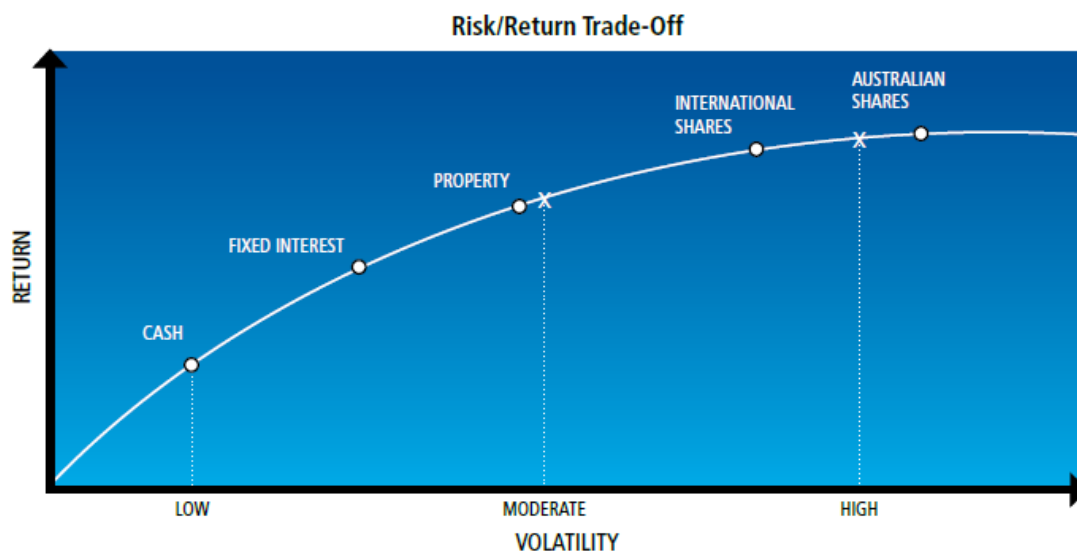 Risk/Return Trade-Off
AUSTRALIAN
SHARES
INTERNATIONAL
SHARES
PROPERTY
X
X
FIXED INTEREST
CASH
RETURN
LOW
MODERATE
HIGH
VOLATILITY